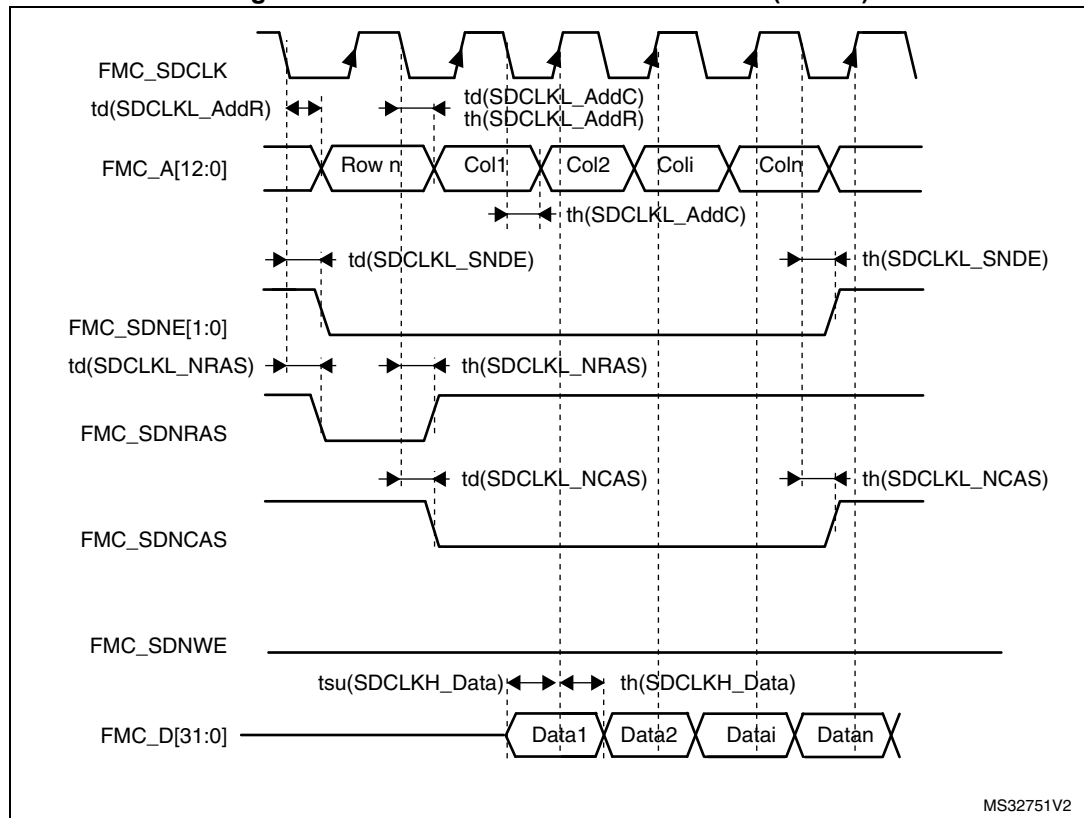 FMC_SDCLK
td(SDCLKL_AddR)
td(SDCLKL_AddC)
th(SDCLKL_AddR)
FMC_A[12:0]
Row n
Col1
Col2
Coli
Coln
th(SDCLKL_AddC)
td(SDCLKL_SNDE)
th(SDCLKL_SNDE)
FMC_SDNE[1:0]
td(SDCLKL_NRAS)
th(SDCLKL_NRAS)
FMC_SDNRAS
td(SDCLKL_NCAS)
th(SDCLKL_NCAS)
FMC_SDNCAS
FMC_SDNWE
tsu(SDCLKH_Data)
th(SDCLKH_Data)
FMC_D[31:0]
Data1
Data2
Datai
Datan
MS32751V2